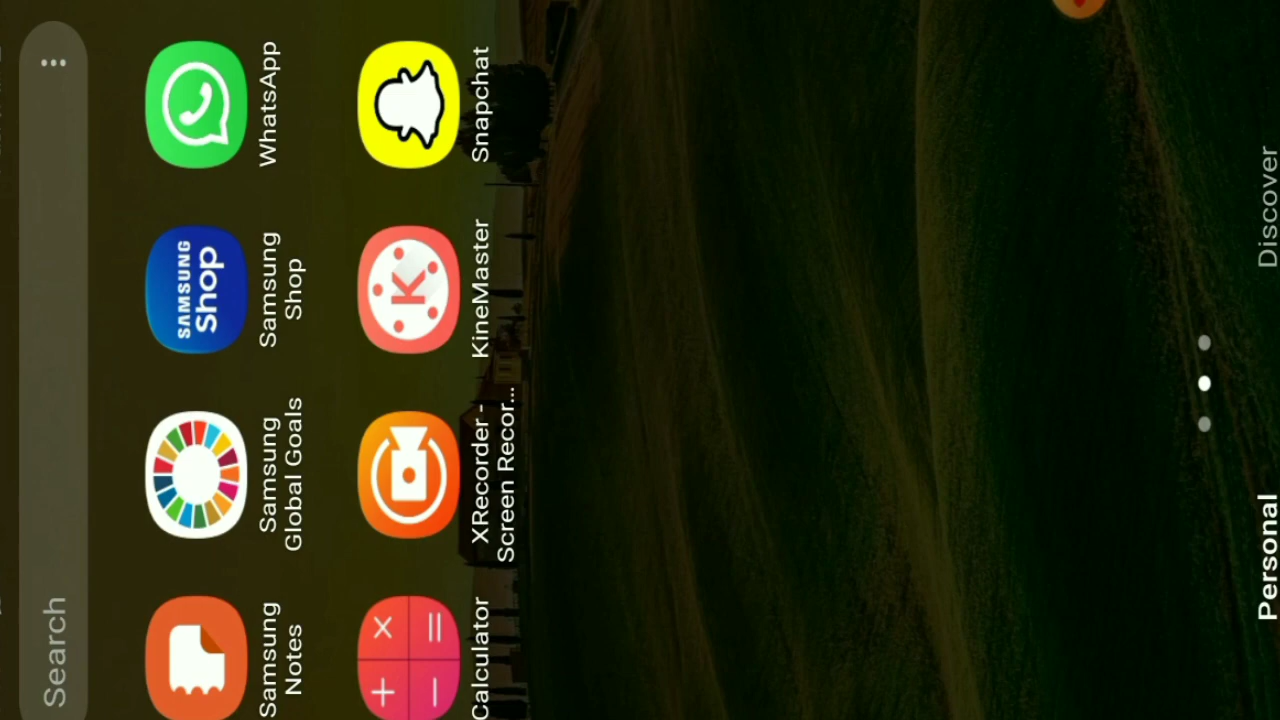 Search
Samsung
Notes
Samsung
Global Goals
SAMSUNG
Shop
Samsung
Shop
WhatsApp
Calculator
XRecorder -
Screen Recor...
K
KineMaster
Snapchat
Personal
Discover